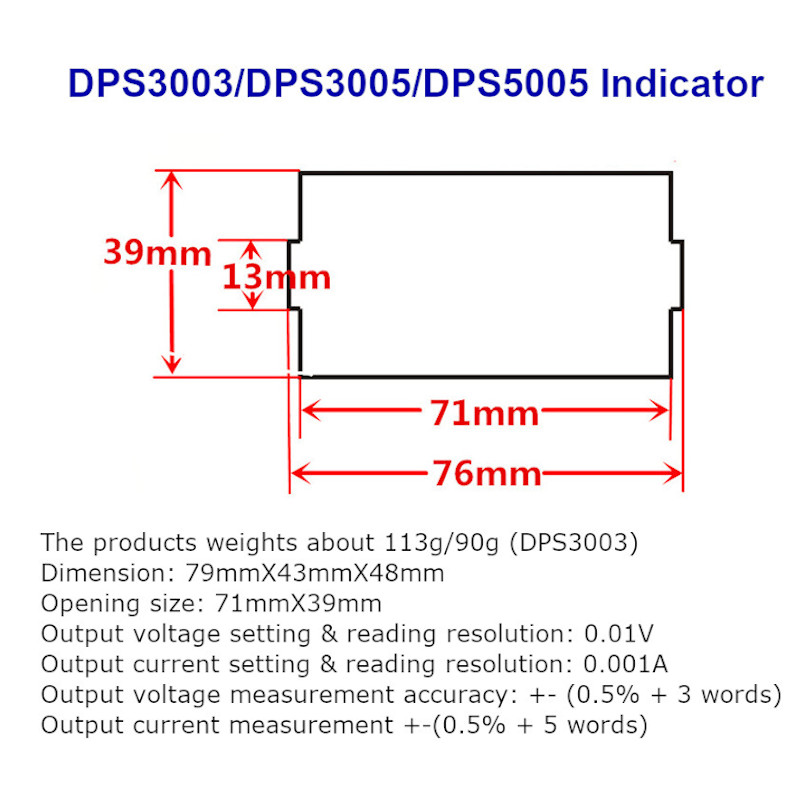 DPS3003/DPS3005/DPS5005 Indicator
39mm
13mm
71mm
76mm
The products weights about 113g/90g (DPS3003)
Dimension: 79mmX43mmX48mm
Opening size: 71mmX39mm
Output voltage setting & reading resolution: 0.01V
Output current setting & reading resolution: 0.001A
Output voltage measurement accuracy: +- (0.5% + 3 words)
Output current measurement +-(0.5% + 5 words)